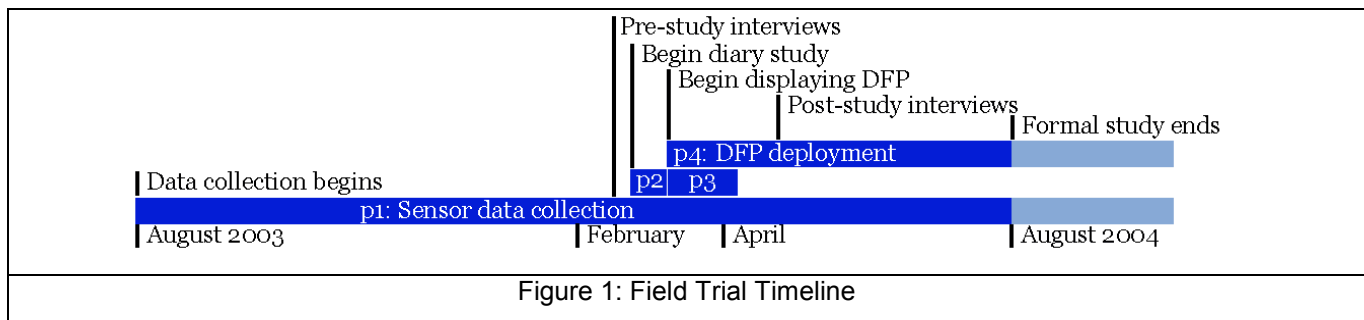 Pre-study interviews
Begin diary study
Begin displaying DFP
Post-study interviews
Formal study ends
p4: DFP deployment
Data collection begins
p2 p3
p1: Sensor data collection
August 2003 February April August 2004
Figure 1: Field Trial Timeline